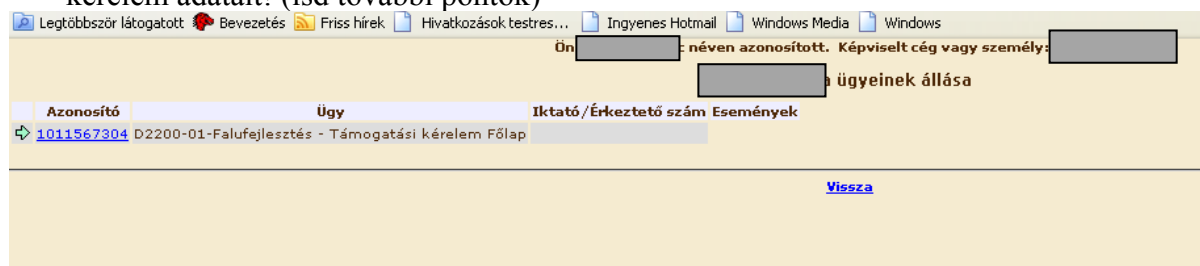 kérelem adatait! (lsd további pontok)
Legtöbbször látogatott Bevezetés Friss hírek Hivatkozások testres... Ingyenes Hotmail Windows Media Windows
Ön néven azonosított. Képviselt cég vagy személy:
ügyeinek állása
Azonosító Ügy Iktató/Érkeztető szám Események
1011567304 D2200-01-Falufejlesztés - Támogatási kérelem Főlap
Vissza